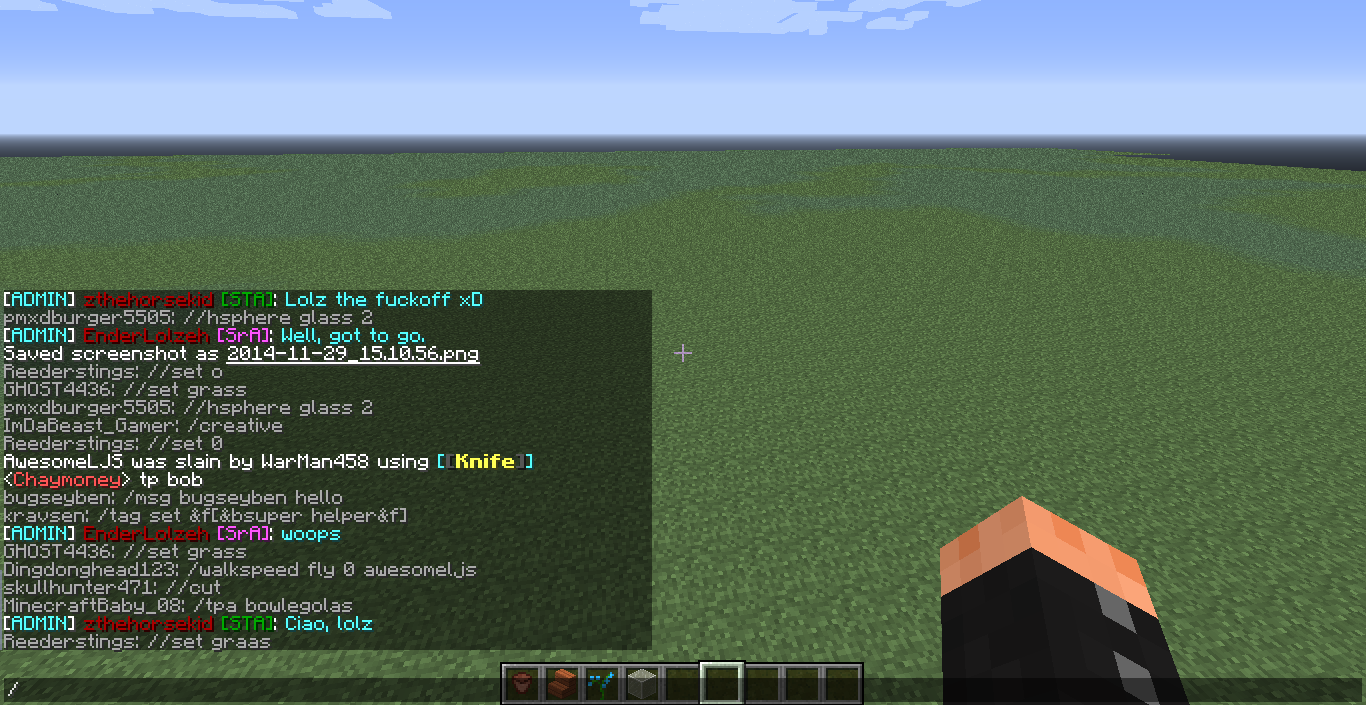 [ADMIN] zthehorsekid [STA]: Lolz the fuckoff xD
pmxdburger5505: //hsphere glass 2
[ADMIN] EnderLolzeh [SrA]: Well, got to go.
Saved screenshot as 2014-11-29_15.10.56.png
Reederstings: //set o
GHOST4436: //set grass
pmxdburger5505: //hsphere glass 2
ImDaBeast_Gamer: /creative
Reederstings: //set 0
AwesomeLJS was slain by WarMan458 using [[Knife]]
<Chaymoney> tp bob
bugseyben: /msg bugseyben hello
kravsen: /tag set &f[&bsuper helper&f]
[ADMIN] EnderLolzeh [SrA]: woops
GHOST4436: //set grass
Dingdonghead123: /walkspeed fly 0 awesomeljs
skullhunter471: //cut
MinecraftBaby_08: /tpa bowlegolas
[ADMIN] zthehorsekid [STA]: Ciao, lolz
Reederstings: //set graas
/